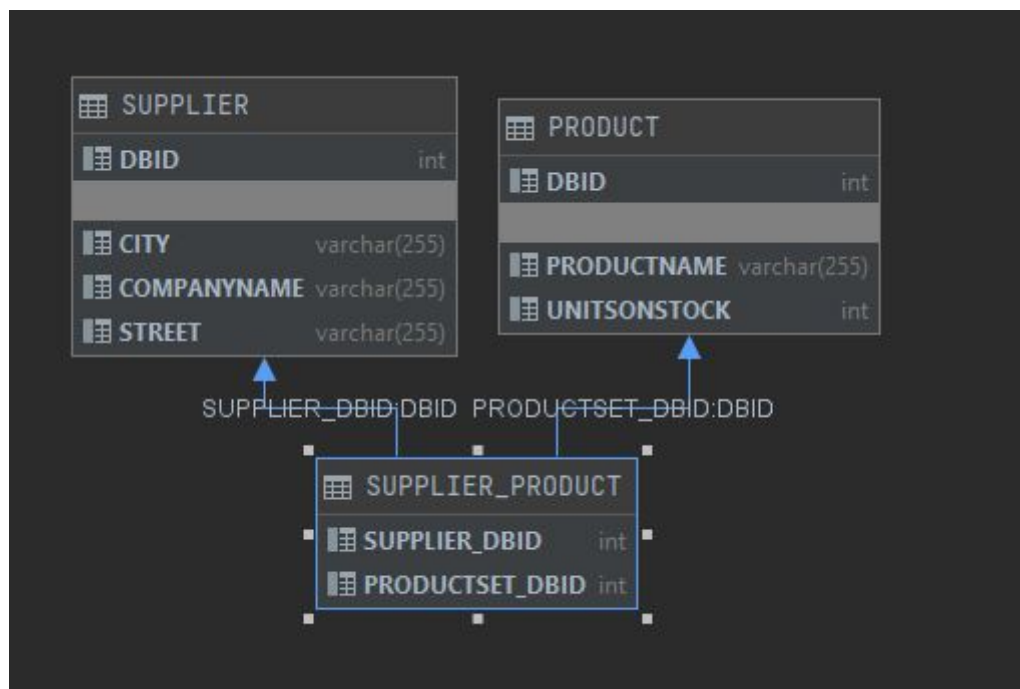 SUPPLIER
DBID int
CITY varchar(255)
COMPANYNAME varchar(255)
STREET varchar(255)
PRODUCT
DBID int
PRODUCTNAME varchar(255)
UNITSONSTOCK int
SUPPLIER_DBID:DBID
PRODUCTSET_DBID:DBID
SUPPLIER_PRODUCT
SUPPLIER_DBID int
PRODUCTSET_DBID int